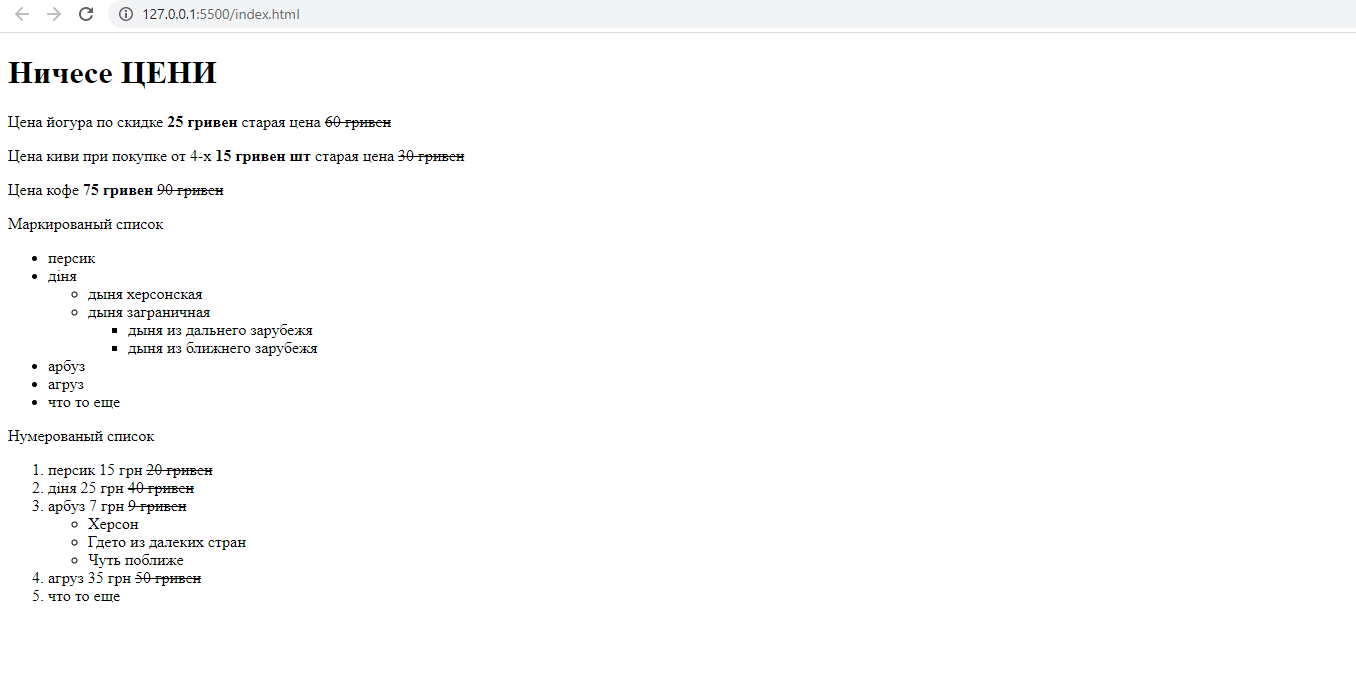 127.0.0.1:5500/index.html
Ничесе ЦЕНИ
Цена йогура по скидке 25 гривен старая цена 60 гривен
Цена киви при покупке от 4-х 15 гривен шт старая цена 30 гривен
Цена кофе 75 гривен 90 гривен
Маркированый список
персик
діня
дыня херсонская
дыня заграничная
дыня из дальнего зарубежя
дыня из ближнего зарубежя
арбуз
агруз
что то еще
Нумерованый список
1. персик 15 грн 20 гривен
2. діня 25 грн 40 гривен
3. арбуз 7 грн 9 гривен
Херсон
Гдето из далеких стран
Чуть поближе
4. агруз 35 грн 50 гривен
5. что то еще